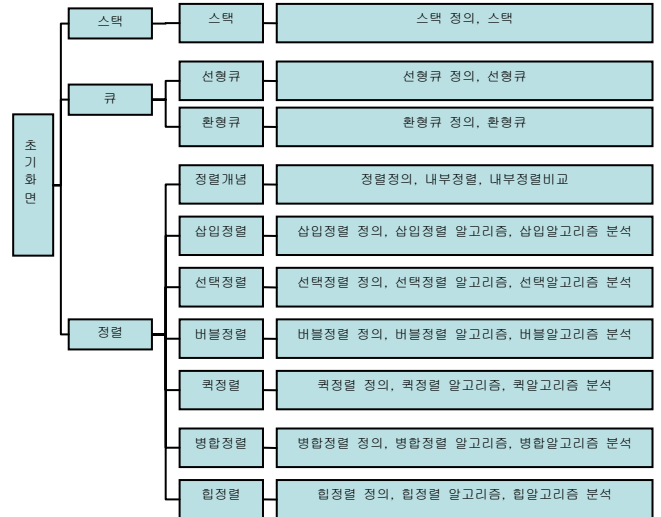 초
기
화
면
스택
스택
스택 정의, 스택
큐
선형큐
선형큐 정의, 선형큐
환형큐
환형큐 정의, 환형큐
정렬
정렬개념
정렬정의, 내부정렬, 내부정렬비교
삽입정렬
삽입정렬 정의, 삽입정렬 알고리즘, 삽입알고리즘 분석
선택정렬
선택정렬 정의, 선택정렬 알고리즘, 선택알고리즘 분석
버블정렬
버블정렬 정의, 버블정렬 알고리즘, 버블알고리즘 분석
퀵정렬
퀵정렬 정의, 퀵정렬 알고리즘, 퀵알고리즘 분석
병합정렬
병합정렬 정의, 병합정렬 알고리즘, 병합알고리즘 분석
힙정렬
힙정렬 정의, 힙정렬 알고리즘, 힙알고리즘 분석